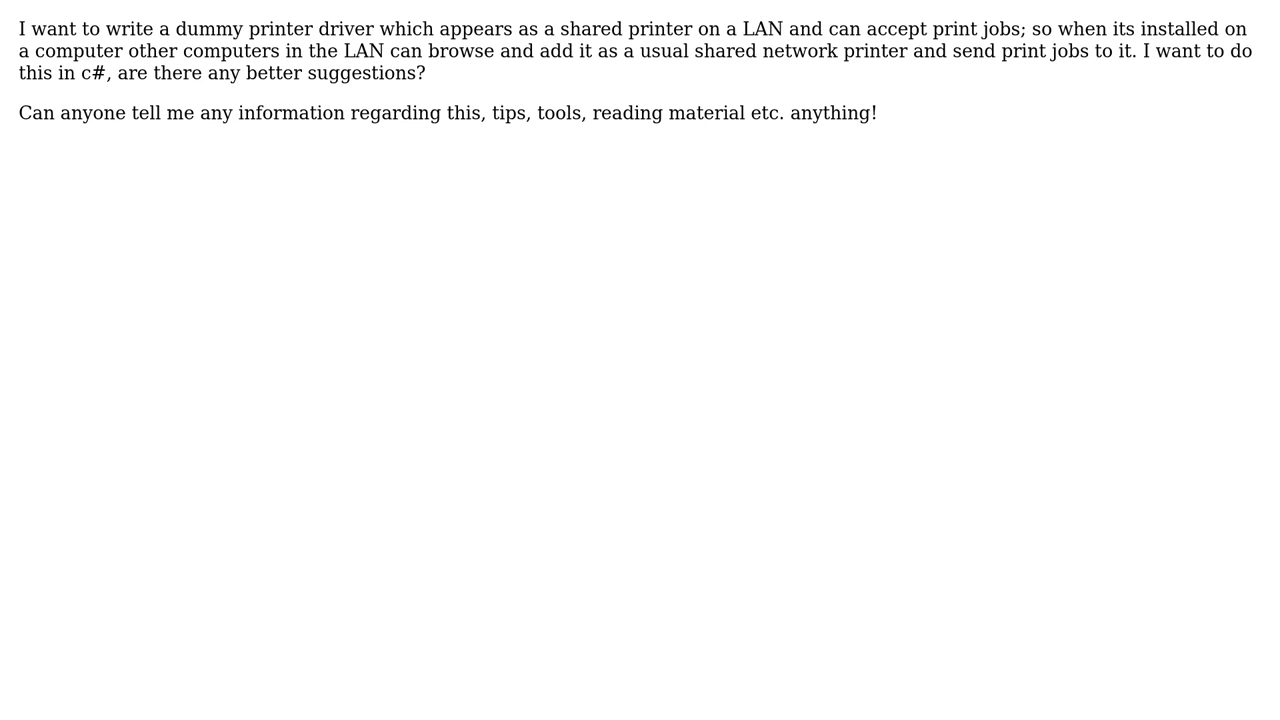 I want to write a dummy printer driver which appears as a shared printer on a LAN and can accept print jobs; so when its installed on
a computer other computers in the LAN can browse and add it as a usual shared network printer and send print jobs to it. I want to do
this in c#, are there any better suggestions?
Can anyone tell me any information regarding this, tips, tools, reading material etc. anything!